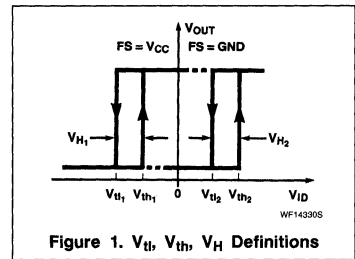 VOUT
FS = VCC FS = GND
VH1 VH2
Vtl1 Vth1 0 Vtl2 Vth2 VID
WF14330S
Figure 1. Vtl, Vth, VH Definitions